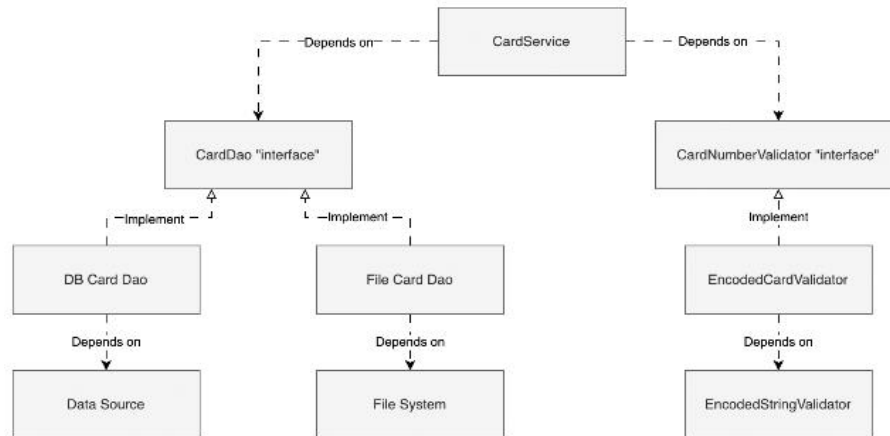 CardService
Depends on
Depends on
CardDao "interface"
CardNumberValidator "interface"
Implement
Implement
Implement
DB Card Dao
File Card Dao
EncodedCardValidator
Depends on
Depends on
Depends on
Data Source
File System
EncodedStringValidator